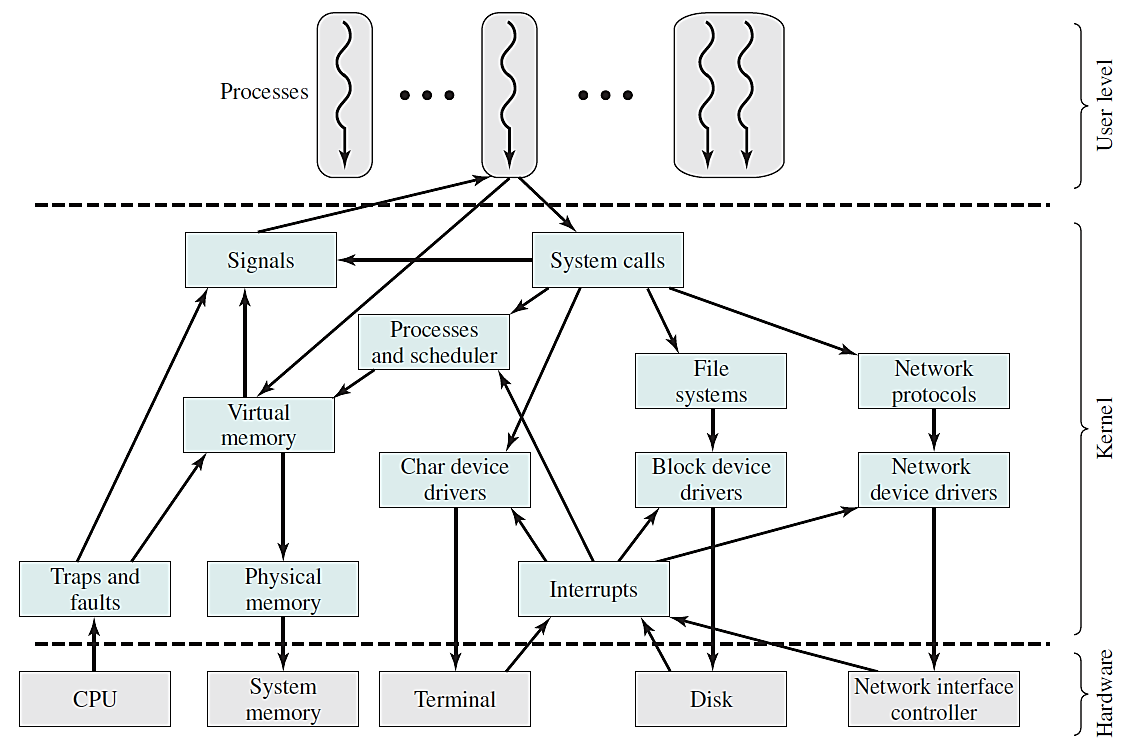 Processes
User level
Signals
System calls
Processes
and scheduler
File
systems
Network
protocols
Virtual
memory
Kernel
Char device
drivers
Block device
drivers
Network
device drivers
Traps and
faults
Physical
memory
Interrupts
CPU
System
memory
Terminal
Disk
Network interface
controller
Hardware